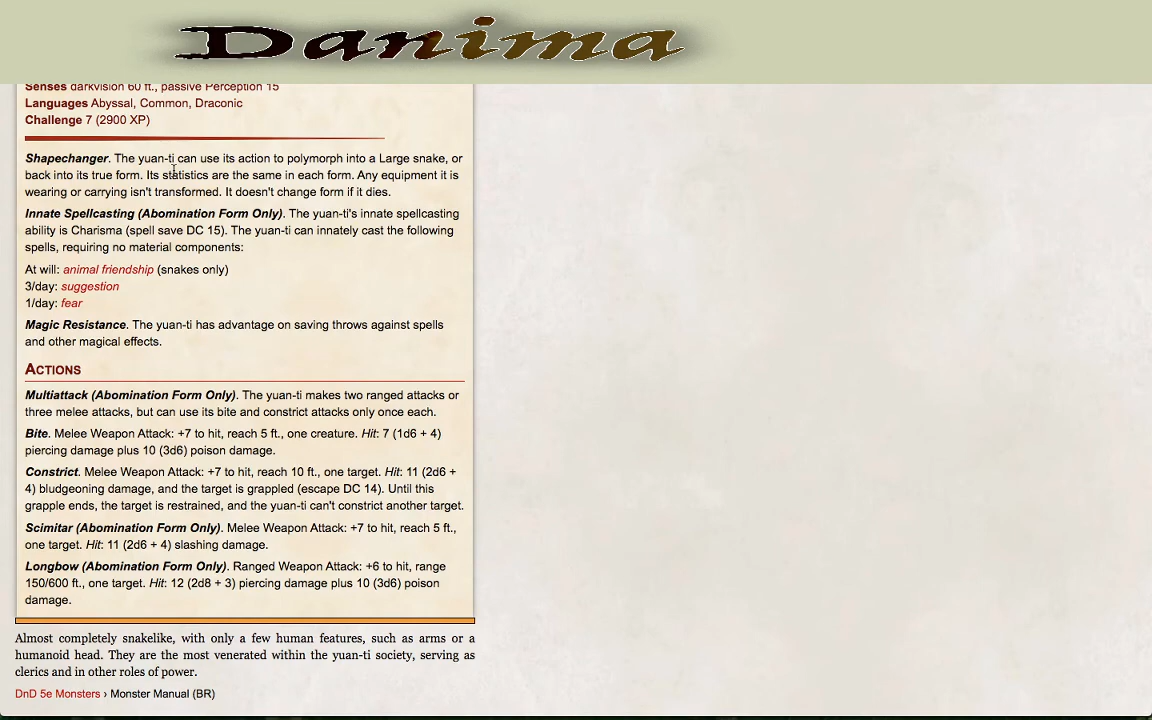 Danima
Senses darkvision 60 ft., passive Perception 15
Languages Abyssal, Common, Draconic
Challenge 7 (2900 XP)
Shapechanger. The yuan-ti can use its action to polymorph into a Large snake, or
back into its true form. Its statistics are the same in each form. Any equipment it is
wearing or carrying isn't transformed. It doesn't change form if it dies.
Innate Spellcasting (Abomination Form Only). The yuan-ti's innate spellcasting
ability is Charisma (spell save DC 15). The yuan-ti can innately cast the following
spells, requiring no material components:
At will: animal friendship (snakes only)
3/day: suggestion
1/day: fear
Magic Resistance. The yuan-ti has advantage on saving throws against spells
and other magical effects.
Actions
Multiattack (Abomination Form Only). The yuan-ti makes two ranged attacks or
three melee attacks, but can use its bite and constrict attacks only once each.
Bite. Melee Weapon Attack: +7 to hit, reach 5 ft., one creature. Hit: 7 (1d6 + 4)
piercing damage plus 10 (3d6) poison damage.
Constrict. Melee Weapon Attack: +7 to hit, reach 10 ft., one target. Hit: 11 (2d6 +
4) bludgeoning damage, and the target is grappled (escape DC 14). Until this
grapple ends, the target is restrained, and the yuan-ti can't constrict another target.
Scimitar (Abomination Form Only). Melee Weapon Attack: +7 to hit, reach 5 ft.,
one target. Hit: 11 (2d6 + 4) slashing damage.
Longbow (Abomination Form Only). Ranged Weapon Attack: +6 to hit, range
150/600 ft., one target. Hit: 12 (2d8 + 3) piercing damage plus 10 (3d6) poison
damage.
Almost completely snakelike, with only a few human features, such as arms or a
humanoid head. They are the most venerated within the yuan-ti society, serving as
clerics and in other roles of power.
DnD 5e Monsters › Monster Manual (BR)